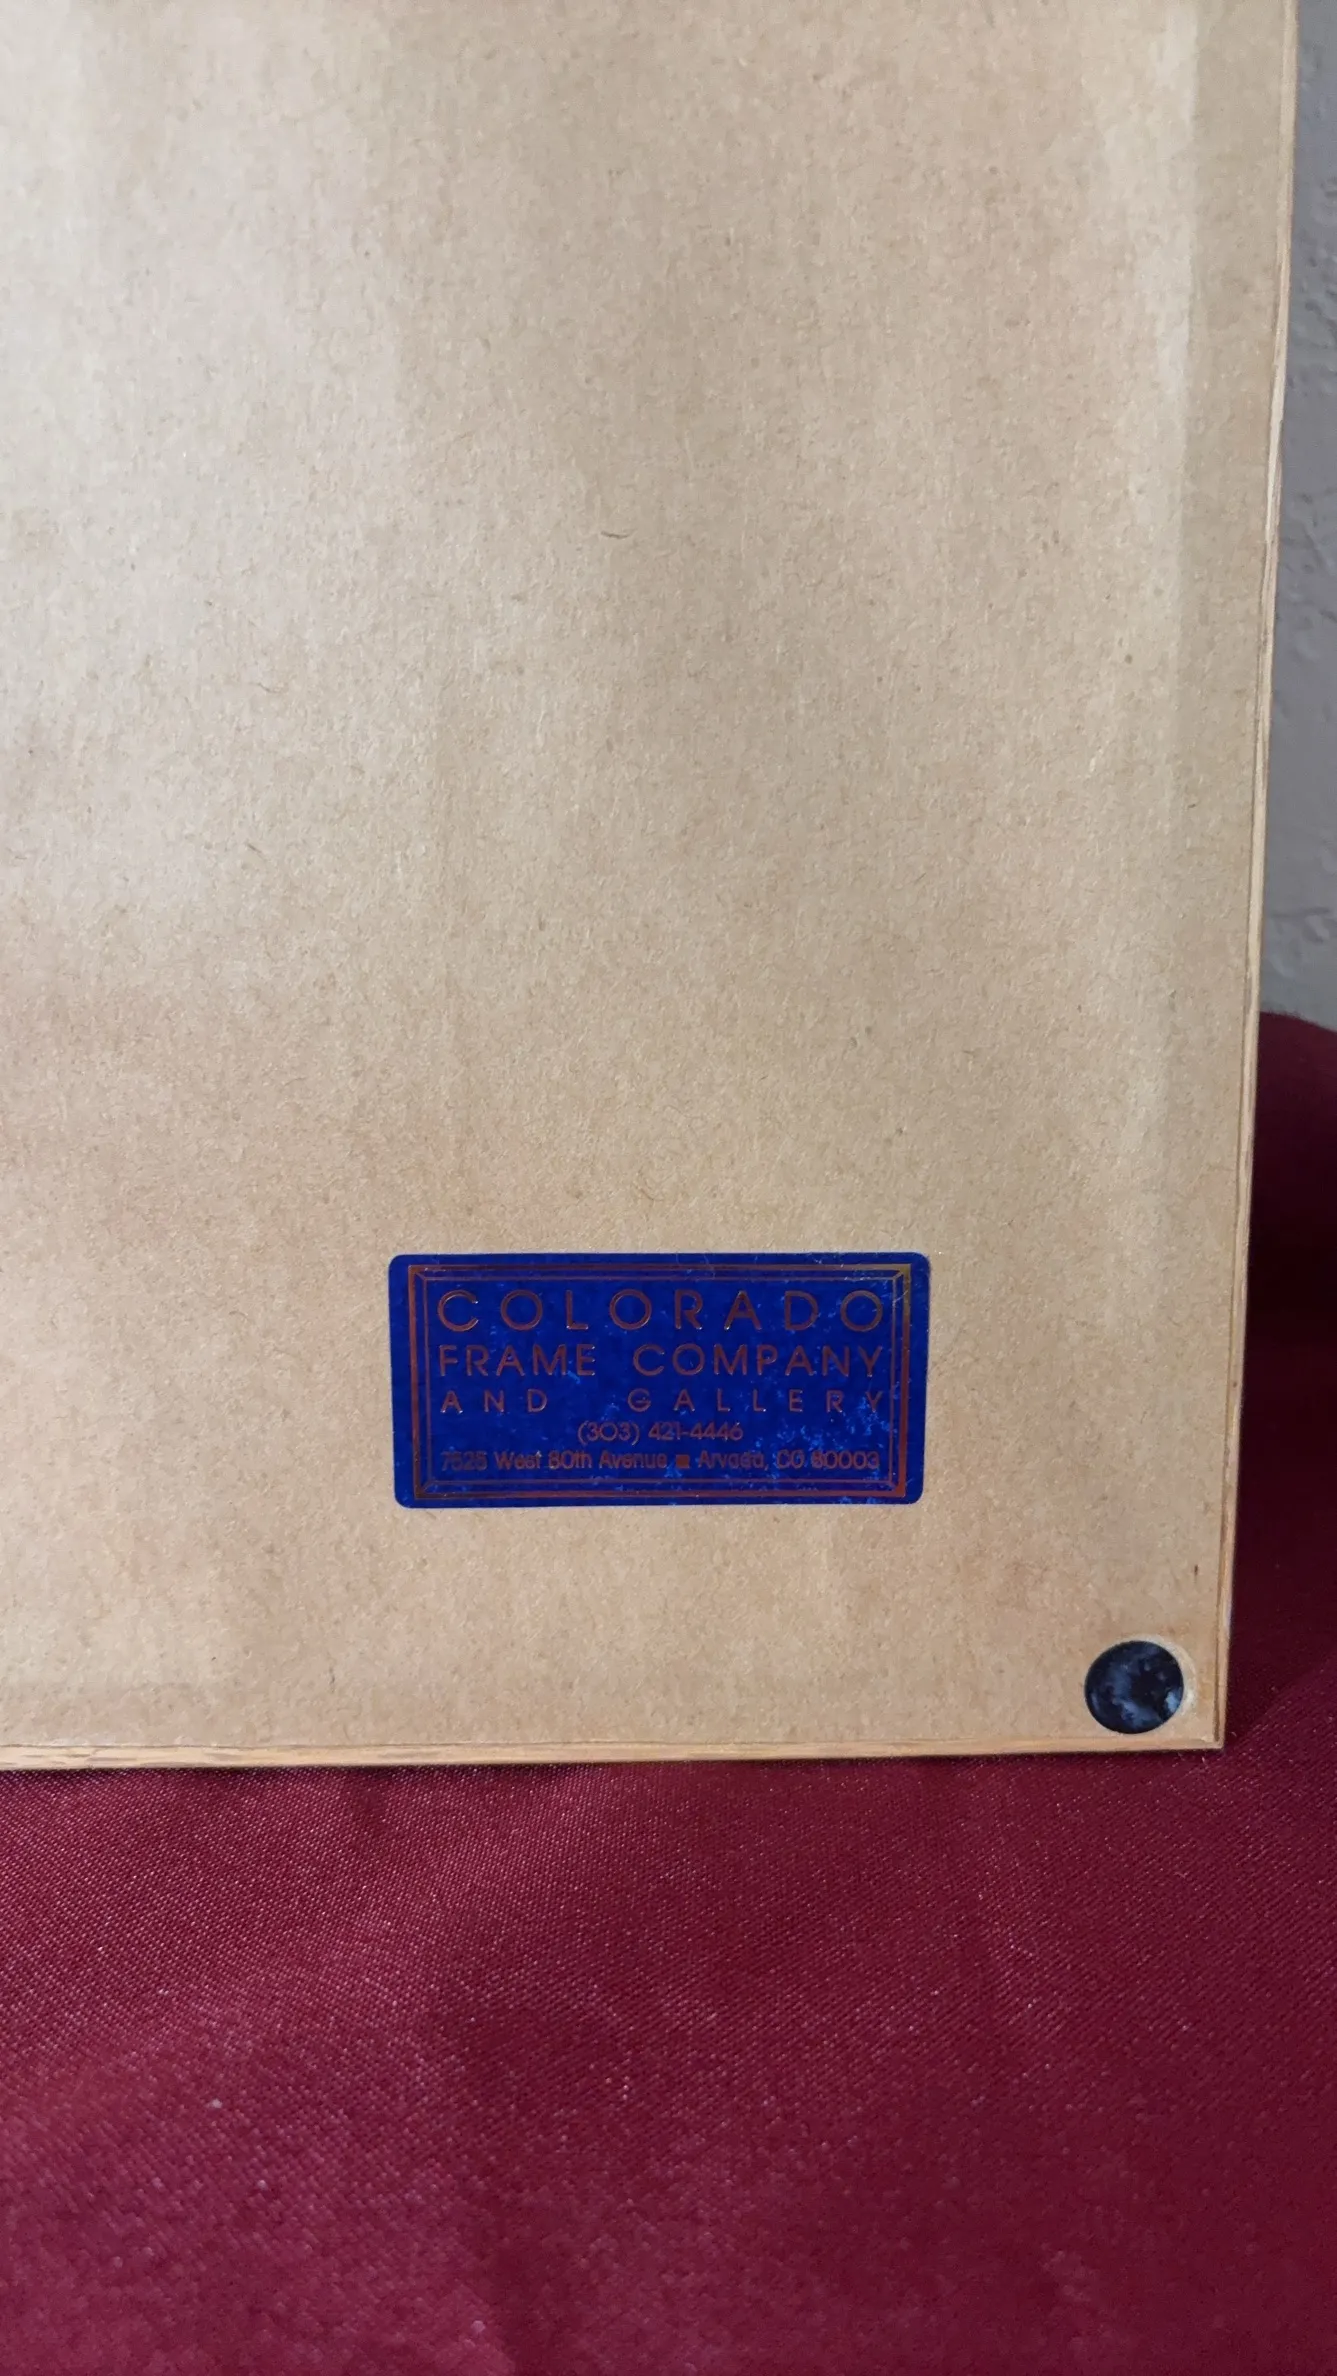 COLORADO
FRAME COMPANY
AND GALLERY
(303) 421-4446
7525 West 80th Avenue ■ Arvada, CO 80003